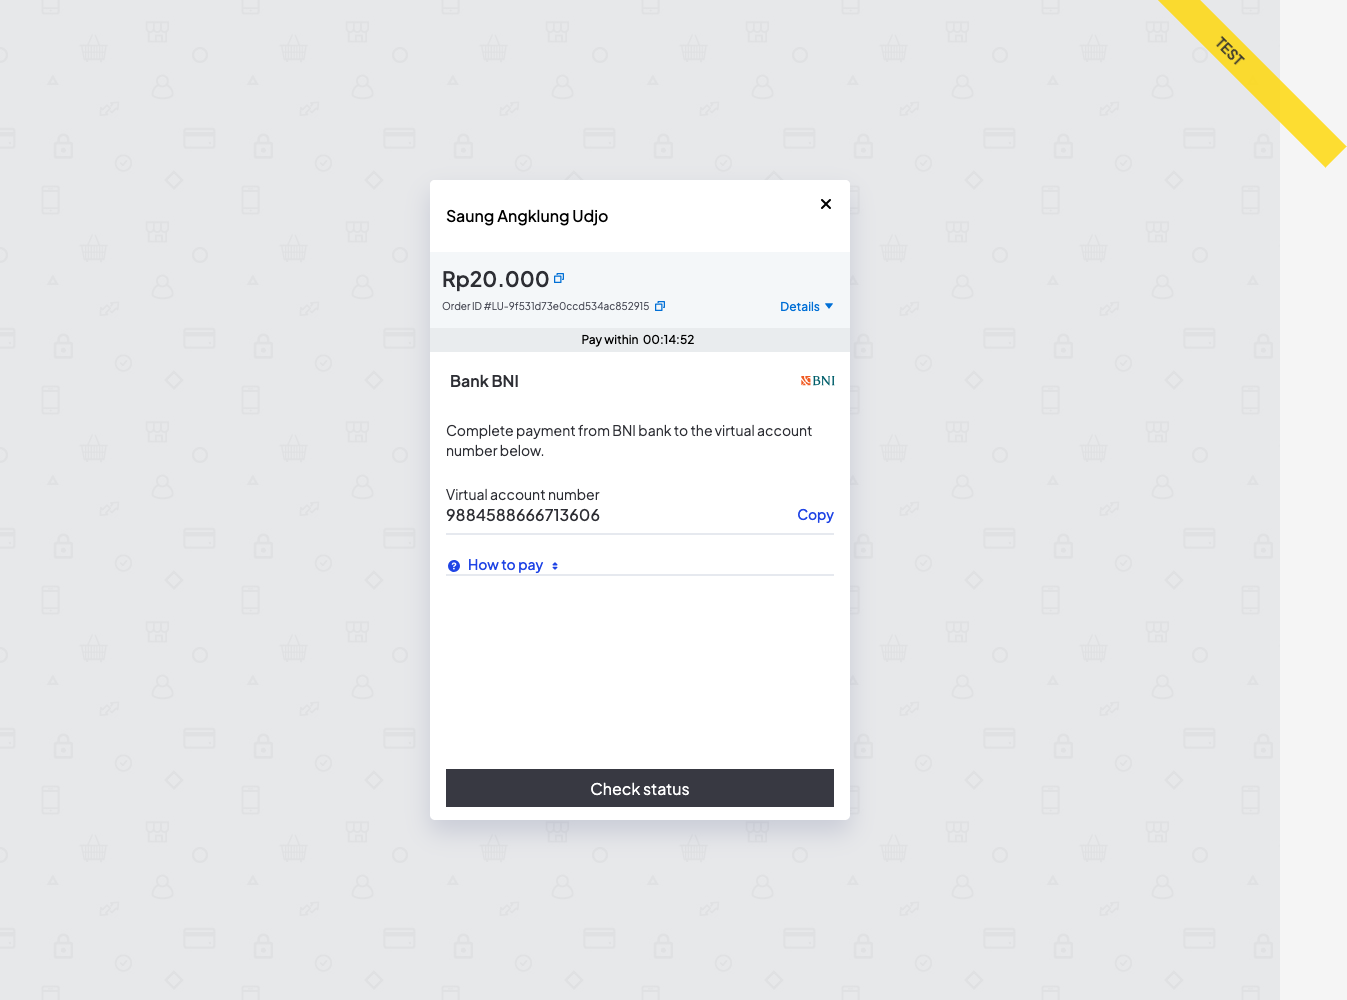 TEST
Saung Angklung Udjo
Rp20.000
Order ID #LU-9f531d73e0ccd534ac852915
Details
Pay within 00:14:52
Bank BNI
BNI
Complete payment from BNI bank to the virtual account
number below.
Virtual account number
9884588666713606
Copy
? How to pay
Check status